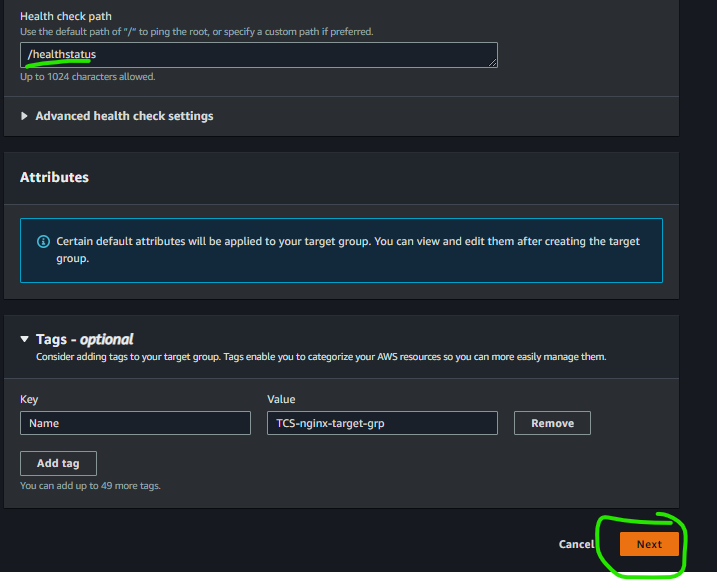 Health check path
Use the default path of "/" to ping the root, or specify a custom path if preferred.
/healthstatus
Up to 1024 characters allowed.
Advanced health check settings
Attributes
Certain default attributes will be applied to your target group. You can view and edit them after creating the target
group.
Tags - optional
Consider adding tags to your target group. Tags enable you to categorize your AWS resources so you can more easily manage them.
Key Value
Name TCS-nginx-target-grp Remove
Add tag
You can add up to 49 more tags.
Cancel Next